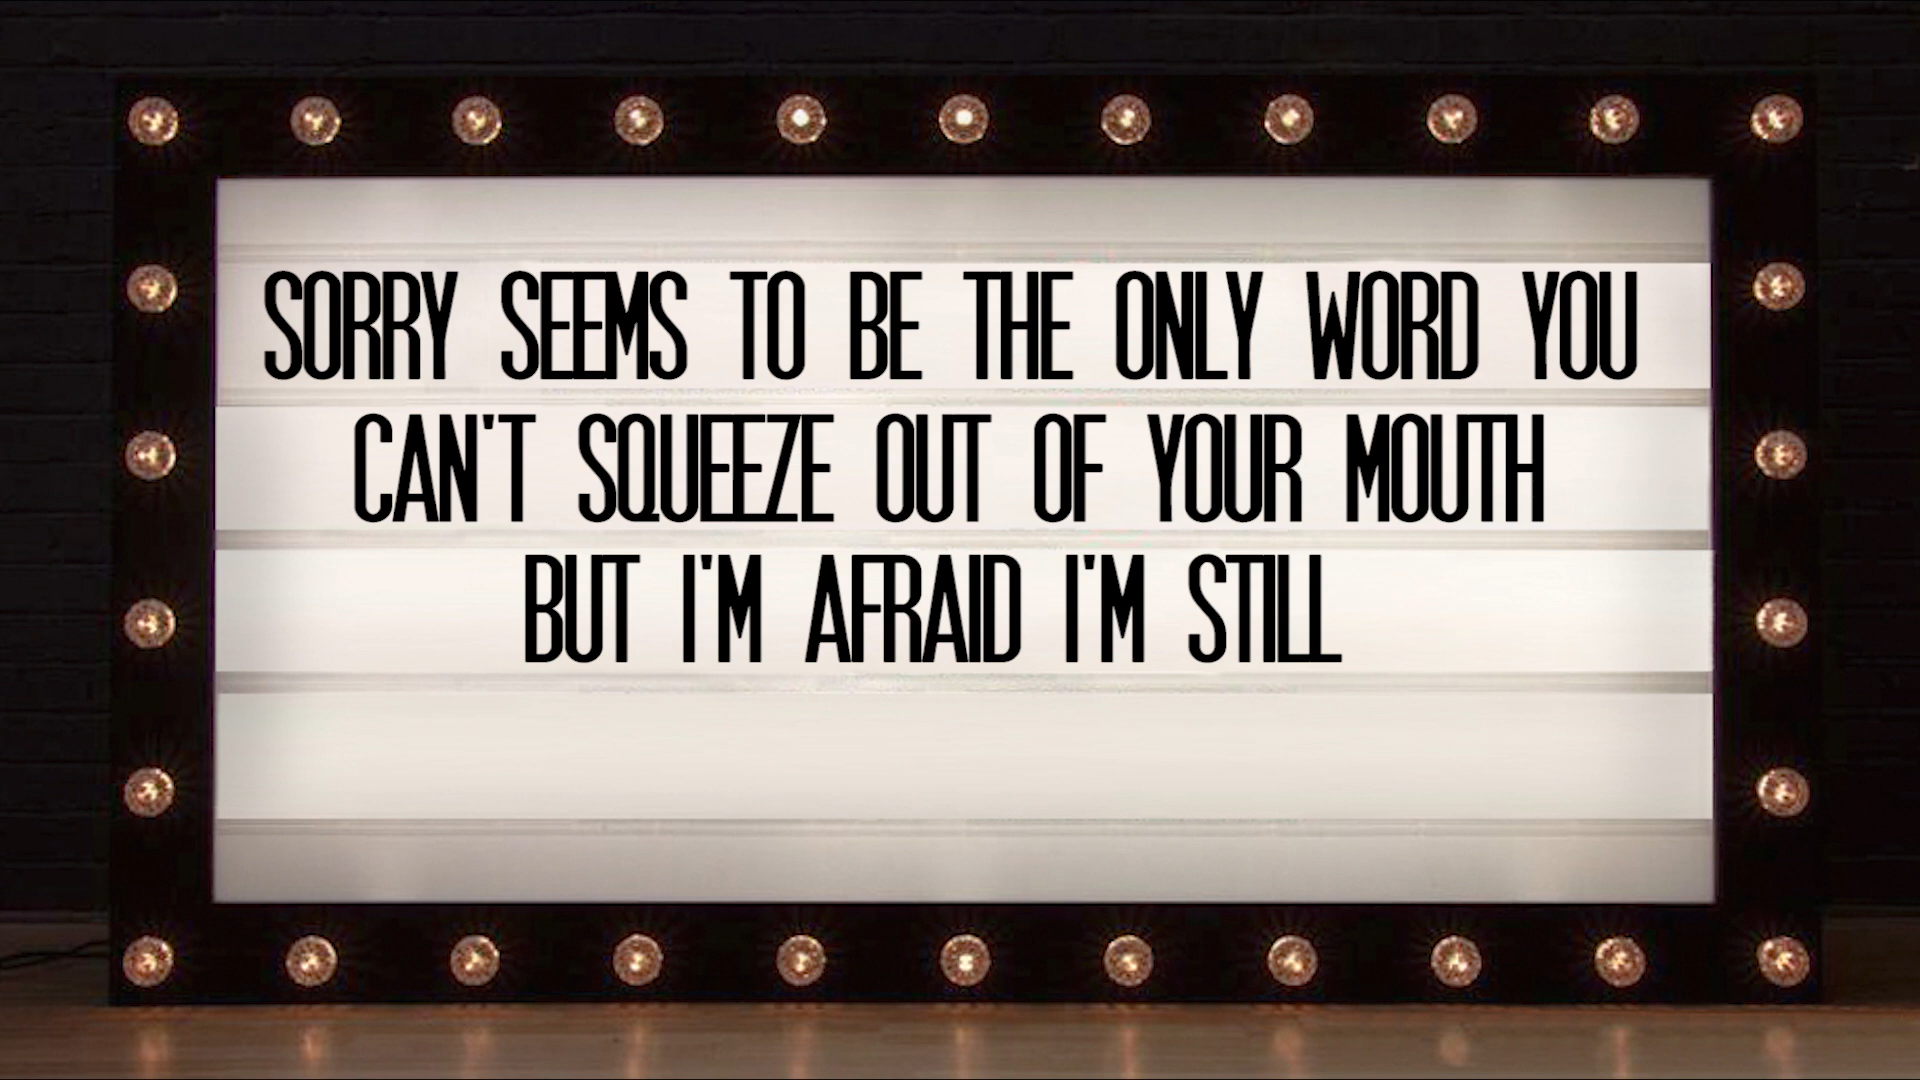 SORRY SEEMS TO BE THE ONLY WORD YOU
CAN'T SQUEEZE OUT OF YOUR MOUTH
BUT I'M AFRAID I'M STILL